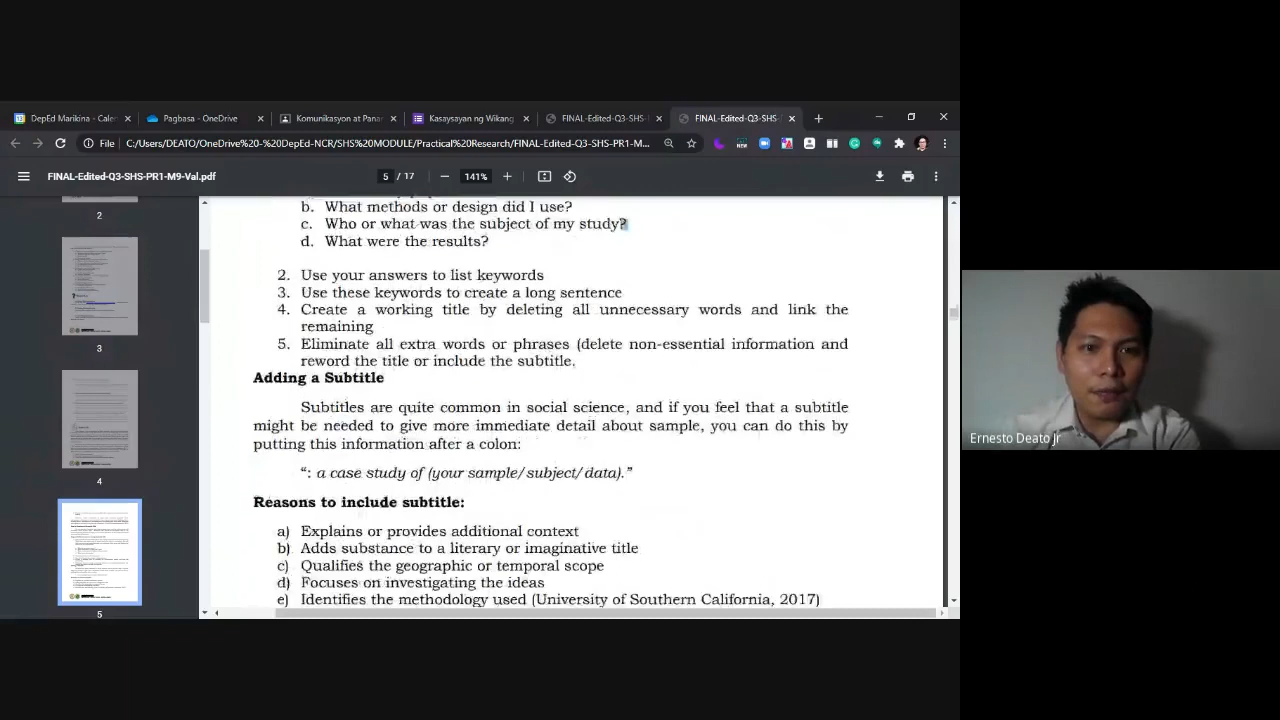 DepEd Marikina - Cale
Pagbasa - OneDrive
Komunikasyon at Panan
Kasaysayan ng Wikang
FINAL-Edited-Q3-SHS-
FINAL-Edited-Q3-SHS-
File
C:/Users/DEATO/OneDrive%20-%20DepEd-NCR/SHS%20MODULE/Practical%20Research/FINAL-Edited-Q3-SHS-PR1-M...
FINAL-Edited-Q3-SHS-PR1-M9-Val.pdf
5 / 17
141%
b. What methods or design did I use?
c. Who or what was the subject of my study?
d. What were the results?
2. Use your answers to list keywords
3. Use these keywords to create a long sentence
4. Create a working title by deleting all unnecessary words and link the
remaining
5. Eliminate all extra words or phrases (delete non-essential information and
reword the title or include the subtitle.
Adding a Subtitle
Subtitles are quite common in social science, and if you feel that a subtitle
might be needed to give more immediate detail about sample, you can do this by
putting this information after a colon:
“: a case study of (your sample/subject/data).”
Reasons to include subtitle:
a) Explains or provides additional context
b) Adds substance to a literary or imaginative title
c) Qualifies the geographic or temporal scope
d) Focuses on investigating the ideas
e) Identifies the methodology used (University of Southern California, 2017)
2
3
4
5
Ernesto Deato Jr